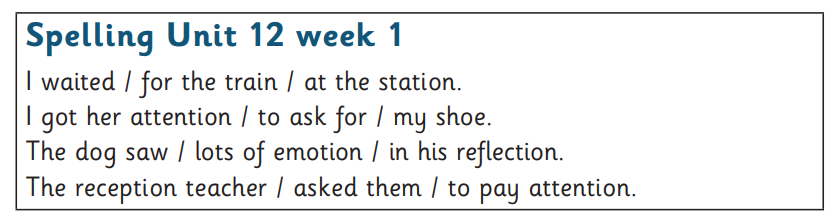 Spelling Unit 12 week 1
I waited / for the train / at the station.
I got her attention / to ask for / my shoe.
The dog saw / lots of emotion / in his reflection.
The reception teacher / asked them / to pay attention.